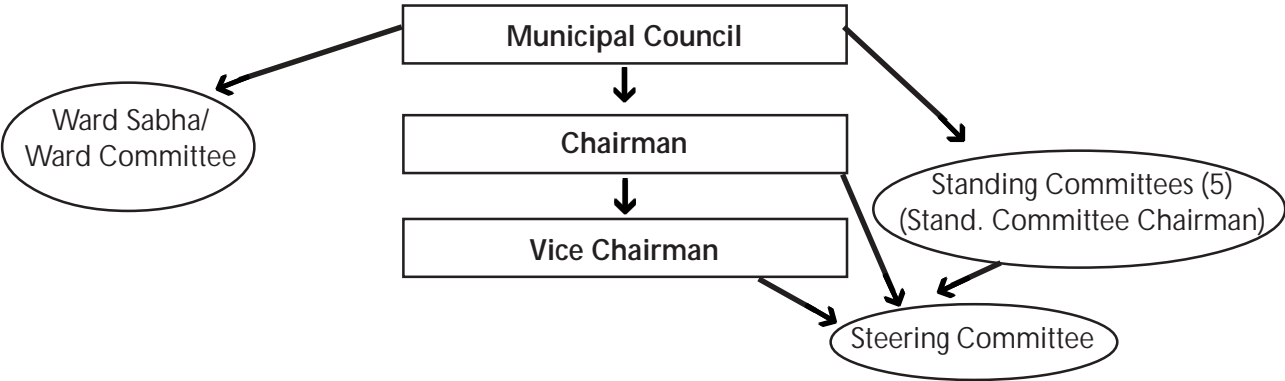 Municipal Council
Ward Sabha/
Ward Committee
Chairman
Standing Committees (5)
(Stand. Committee Chairman)
Vice Chairman
Steering Committee